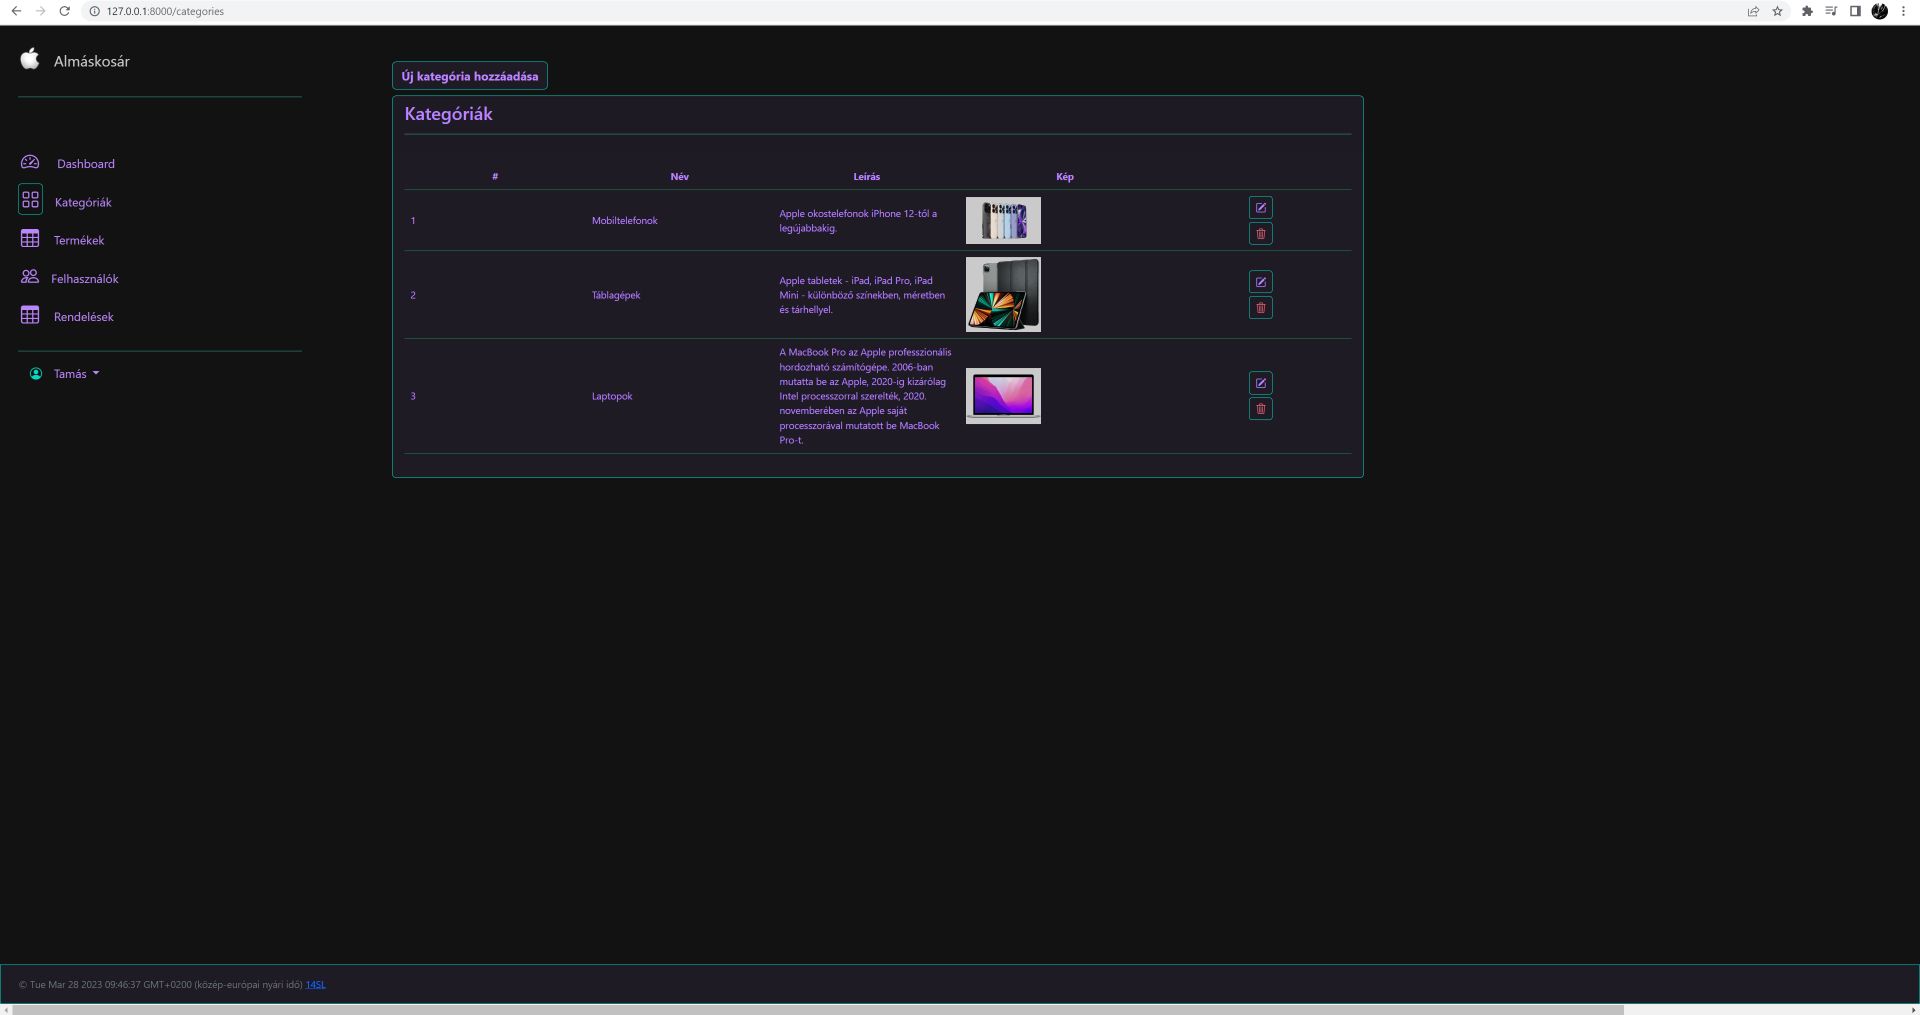 127.0.0.1:8000/categories
Almáskosár
Dashboard
Kategóriák
Termékek
Felhasználók
Rendelések
Tamás
Új kategória hozzáadása
Kategóriák
# Név Leírás Kép
1 Mobiltelefonok Apple okostelefonok iPhone 12-től a
legújabbakig.
2 Táblagépek Apple tabletek - iPad, iPad Pro, iPad
Mini - különböző színekben, méretben
és tárhellyel.
3 Laptopok A MacBook Pro az Apple professzionális
hordozható számítógépe. 2006-ban
mutatta be az Apple, 2020-ig kizárólag
Intel processzorral szerelték, 2020.
novemberében az Apple saját
processzorával mutatott be MacBook
Pro-t.
© Tue Mar 28 2023 09:46:37 GMT+0200 (közép-európai nyári idő) T4SL